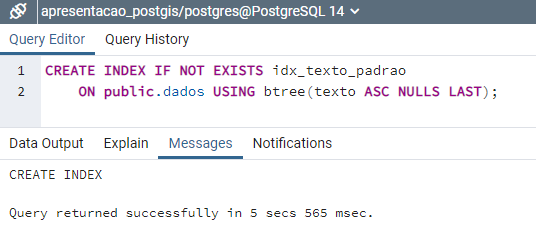 apresentacao_postgis/postgres@PostgreSQL 14
Query Editor Query History
1 CREATE INDEX IF NOT EXISTS idx_texto_padrao
2 ON public.dados USING btree(texto ASC NULLS LAST);
Data Output Explain Messages Notifications
CREATE INDEX
Query returned successfully in 5 secs 565 msec.